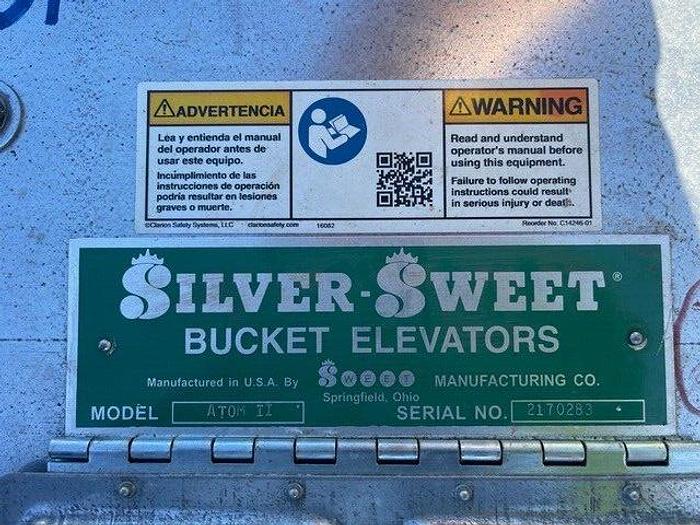 ADVERTENCIA
Lea y entienda el manual
del operador antes de
usar este equipo.
Incumplimiento de las
instrucciones de operación
podría resultar en lesiones
graves o muerte.
WARNING
Read and understand
operator's manual before
using this equipment.
Failure to follow operating
instructions could result
in serious injury or death.
©Clarion Safety Systems, LLC clarionsafety.com 16082 Reorder No. C14246-01
SILVER-SWEET®
BUCKET ELEVATORS
Manufactured in U.S.A. By SWEET MANUFACTURING CO.
Springfield, Ohio
MODEL ATOM II SERIAL NO. 2170283